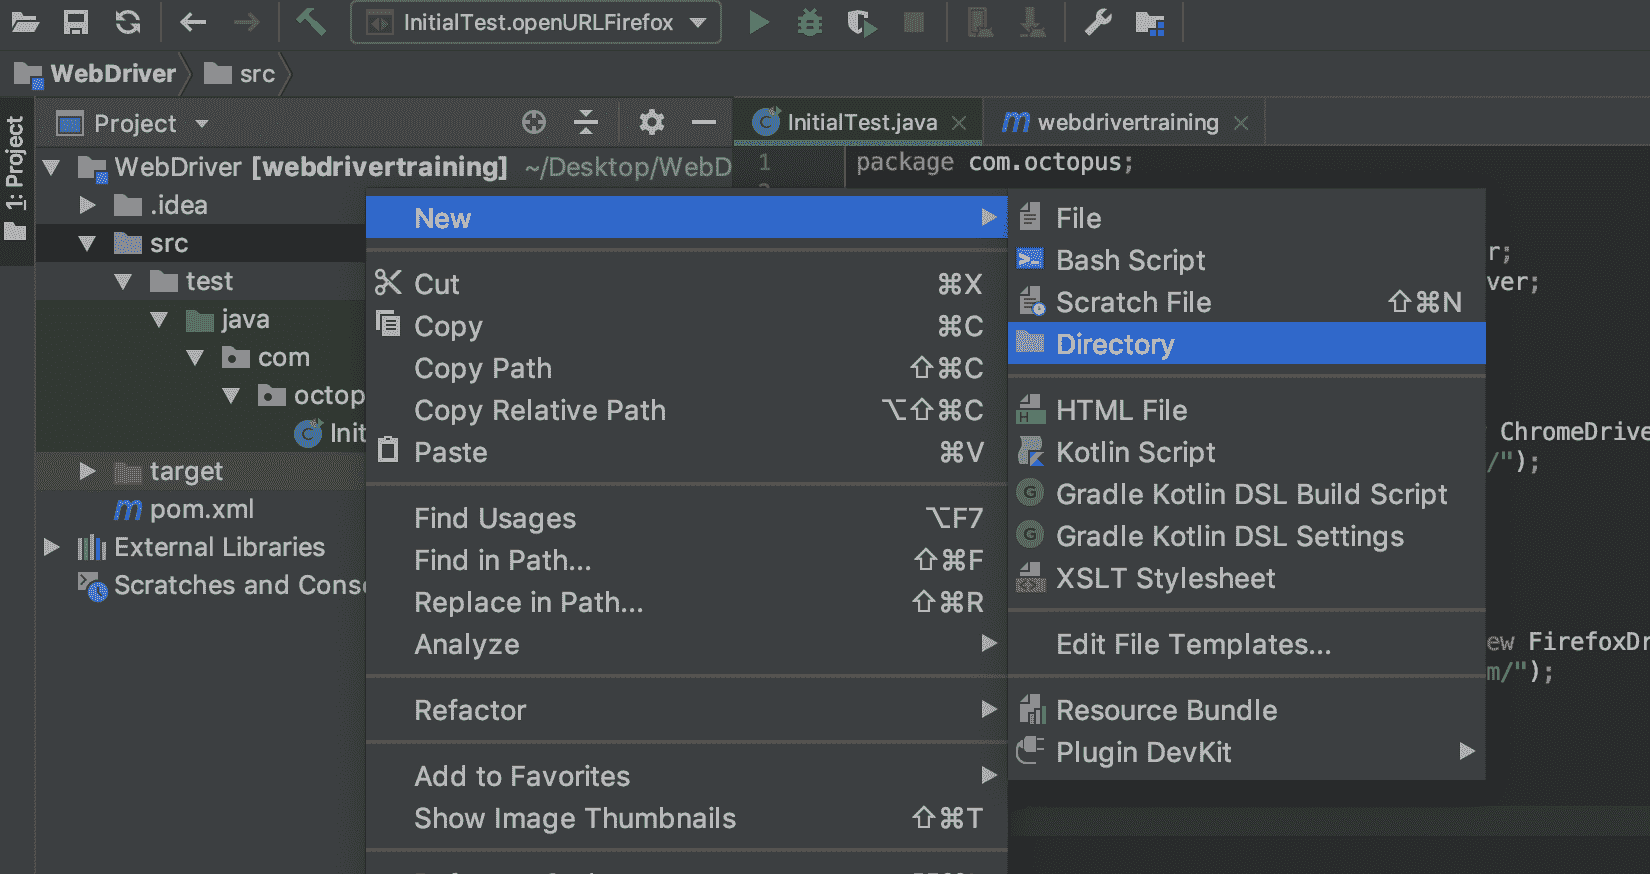 InitialTest.openURLFirefox
WebDriver src
1: Project
Project
WebDriver [webdrivertraining] ~/Desktop/WebD
.idea
src
test
java
com
octop
Init
target
pom.xml
External Libraries
Scratches and Cons
InitialTest.java
webdrivertraining
1 package com.octopus;
r;
ver;
ChromeDrive
/");
ew FirefoxDr
m/");
New
Cut ⌘X
Copy ⌘C
Copy Path ⇧⌘C
Copy Relative Path ⌥⇧⌘C
Paste ⌘V
Find Usages ⌥F7
Find in Path... ⇧⌘F
Replace in Path... ⇧⌘R
Analyze
Refactor
Add to Favorites
Show Image Thumbnails ⇧⌘T
File
Bash Script
Scratch File ⇧⌘N
Directory
HTML File
Kotlin Script
Gradle Kotlin DSL Build Script
Gradle Kotlin DSL Settings
XSLT Stylesheet
Edit File Templates...
Resource Bundle
Plugin DevKit